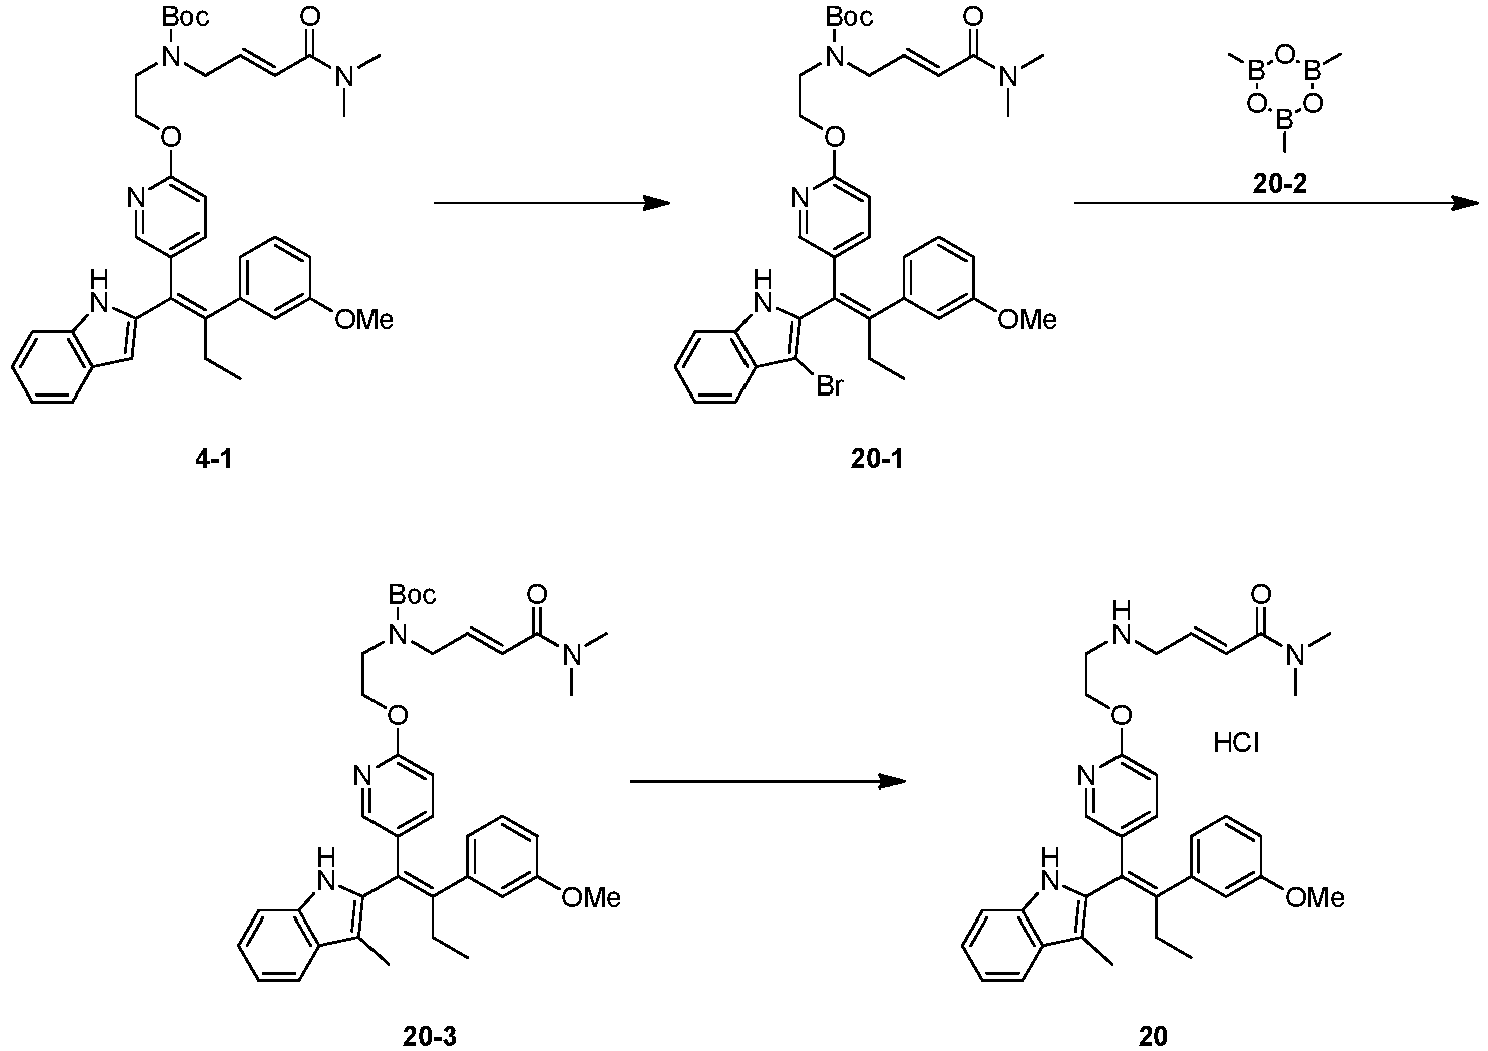 Boc O Boc O
N N N N
O O B O B
O O
B
N N 20-2
H H
N OMe N OMe
Br
4-1 20-1
Boc O H O
N N N N
O O
HCl
N N
H H
N OMe N OMe
20-3 20